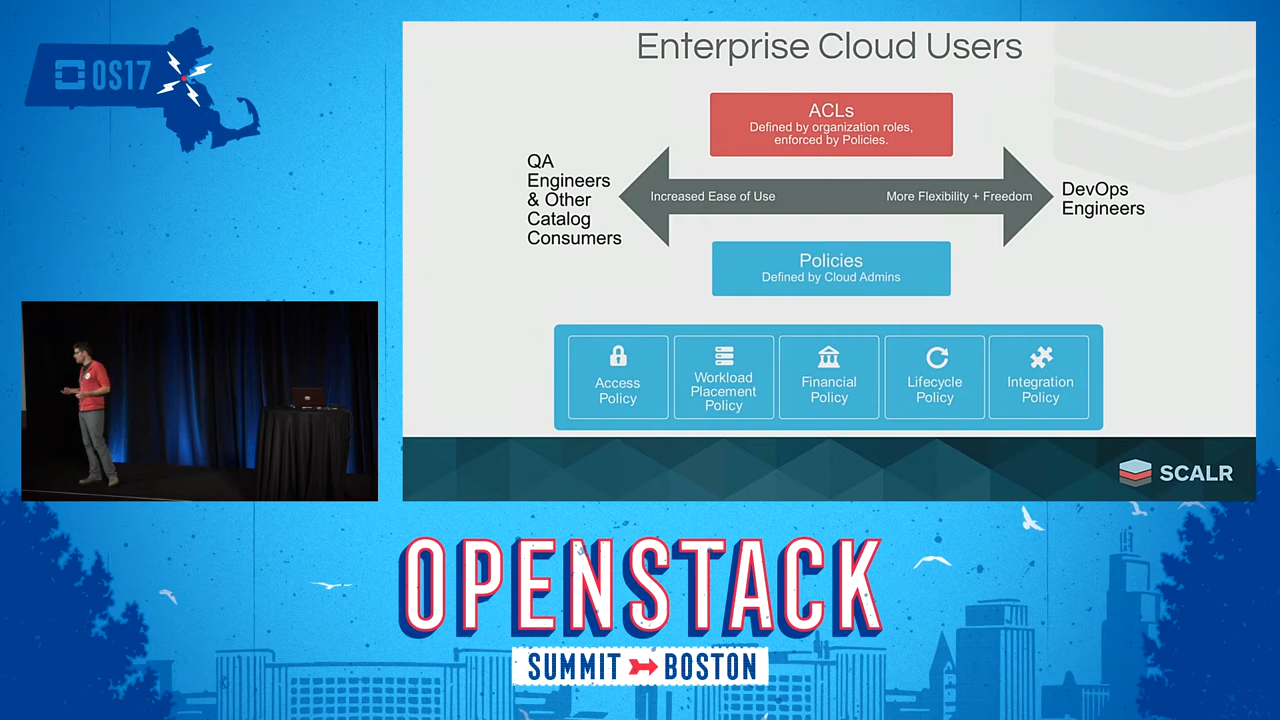 OS17
Enterprise Cloud Users
ACLs
Defined by organization roles,
enforced by Policies.
QA
Engineers
& Other
Catalog
Consumers
Increased Ease of Use
More Flexibility + Freedom
DevOps
Engineers
Policies
Defined by Cloud Admins
Access
Policy
Workload
Placement
Policy
Financial
Policy
Lifecycle
Policy
Integration
Policy
SCALR
OPENSTACK
SUMMIT BOSTON